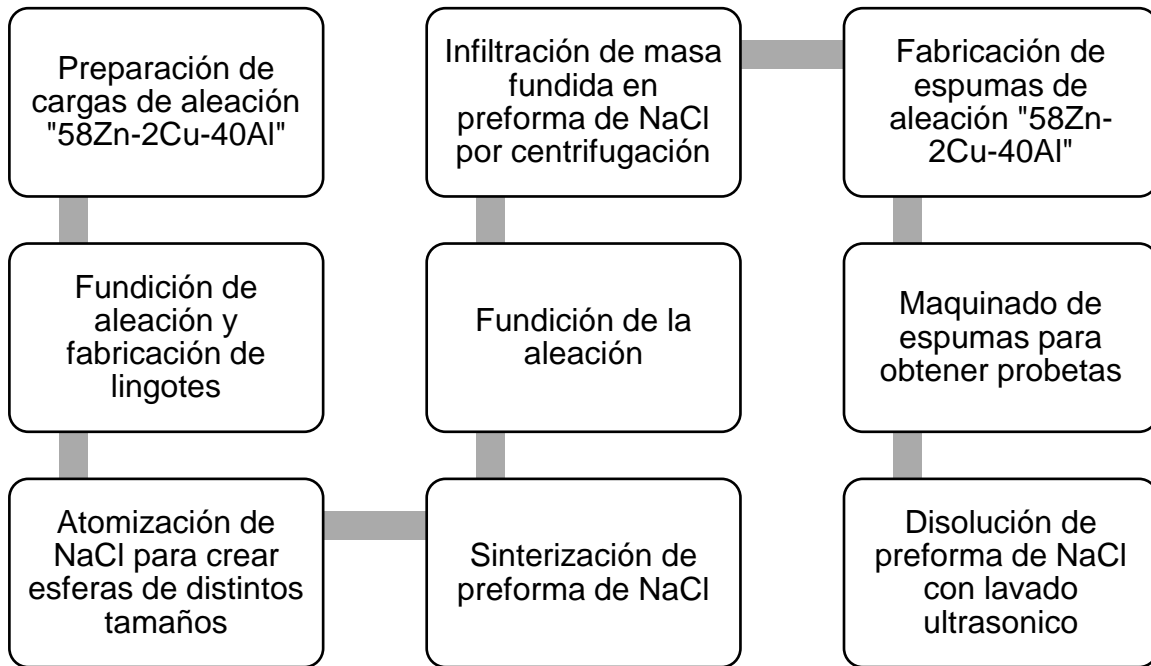 Preparación de
cargas de aleación
"58Zn-2Cu-40Al"
Fundición de
aleación y
fabricación de
lingotes
Atomización de
NaCl para crear
esferas de distintos
tamaños
Sinterización de
preforma de NaCl
Fundición de la
aleación
Infiltración de masa
fundida en
preforma de NaCl
por centrifugación
Fabricación de
espumas de
aleación "58Zn-
2Cu-40Al"
Maquinado de
espumas para
obtener probetas
Disolución de
preforma de NaCl
con lavado
ultrasonico